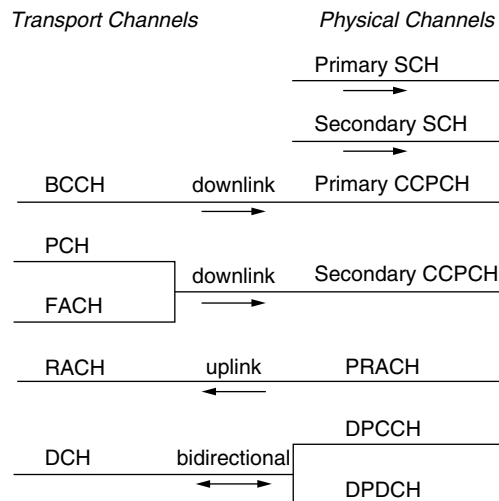 Transport Channels Physical Channels
Primary SCH
Secondary SCH
BCCH downlink Primary CCPCH
PCH
downlink Secondary CCPCH
FACH
RACH uplink PRACH
DPCCH
DCH bidirectional
DPDCH